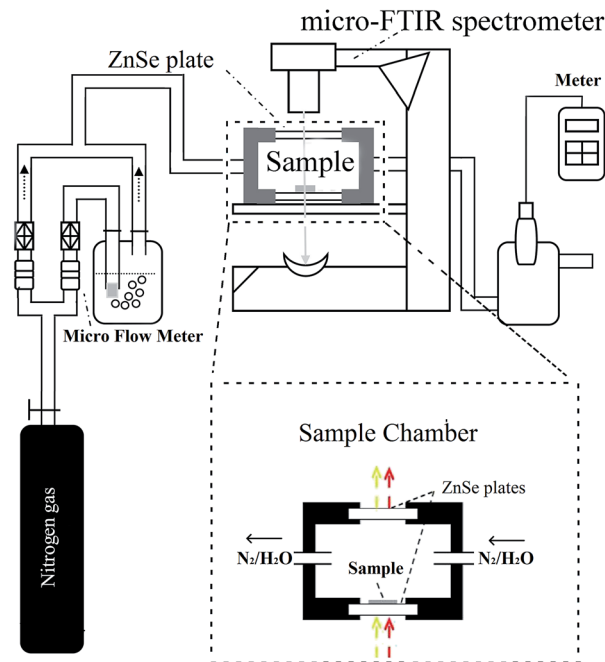 micro-FTIR spectrometer
ZnSe plate
Meter
Sample
Micro Flow Meter
Nitrogen gas
Sample Chamber
ZnSe plates
N₂/H₂O
N₂/H₂O
Sample